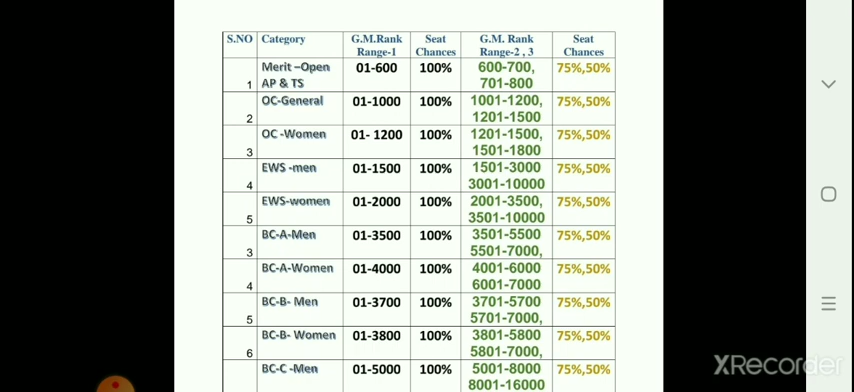 S.NO Category G.M.Rank Range-1 Seat Chances G.M. Rank Range-2 , 3 Seat Chances
1 Merit –Open AP & TS 01-600 100% 600-700, 701-800 75%,50%
2 OC-General 01-1000 100% 1001-1200, 1201-1500 75%,50%
3 OC -Women 01- 1200 100% 1201-1500, 1501-1800 75%,50%
4 EWS -men 01-1500 100% 1501-3000 3001-10000 75%,50%
5 EWS-women 01-2000 100% 2001-3500, 3501-10000 75%,50%
3 BC-A-Men 01-3500 100% 3501-5500 5501-7000, 75%,50%
4 BC-A-Women 01-4000 100% 4001-6000 6001-7000 75%,50%
5 BC-B- Men 01-3700 100% 3701-5700 5701-7000, 75%,50%
6 BC-B- Women 01-3800 100% 3801-5800 5801-7000, 75%,50%
BC-C -Men 01-5000 100% 5001-8000 8001-16000 75%,50%
XRecorder